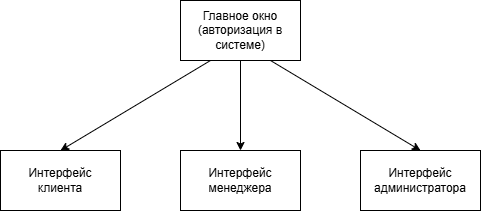 Главное окно
(авторизация в
системе)
Интерфейс
клиента
Интерфейс
менеджера
Интерфейс
администратора